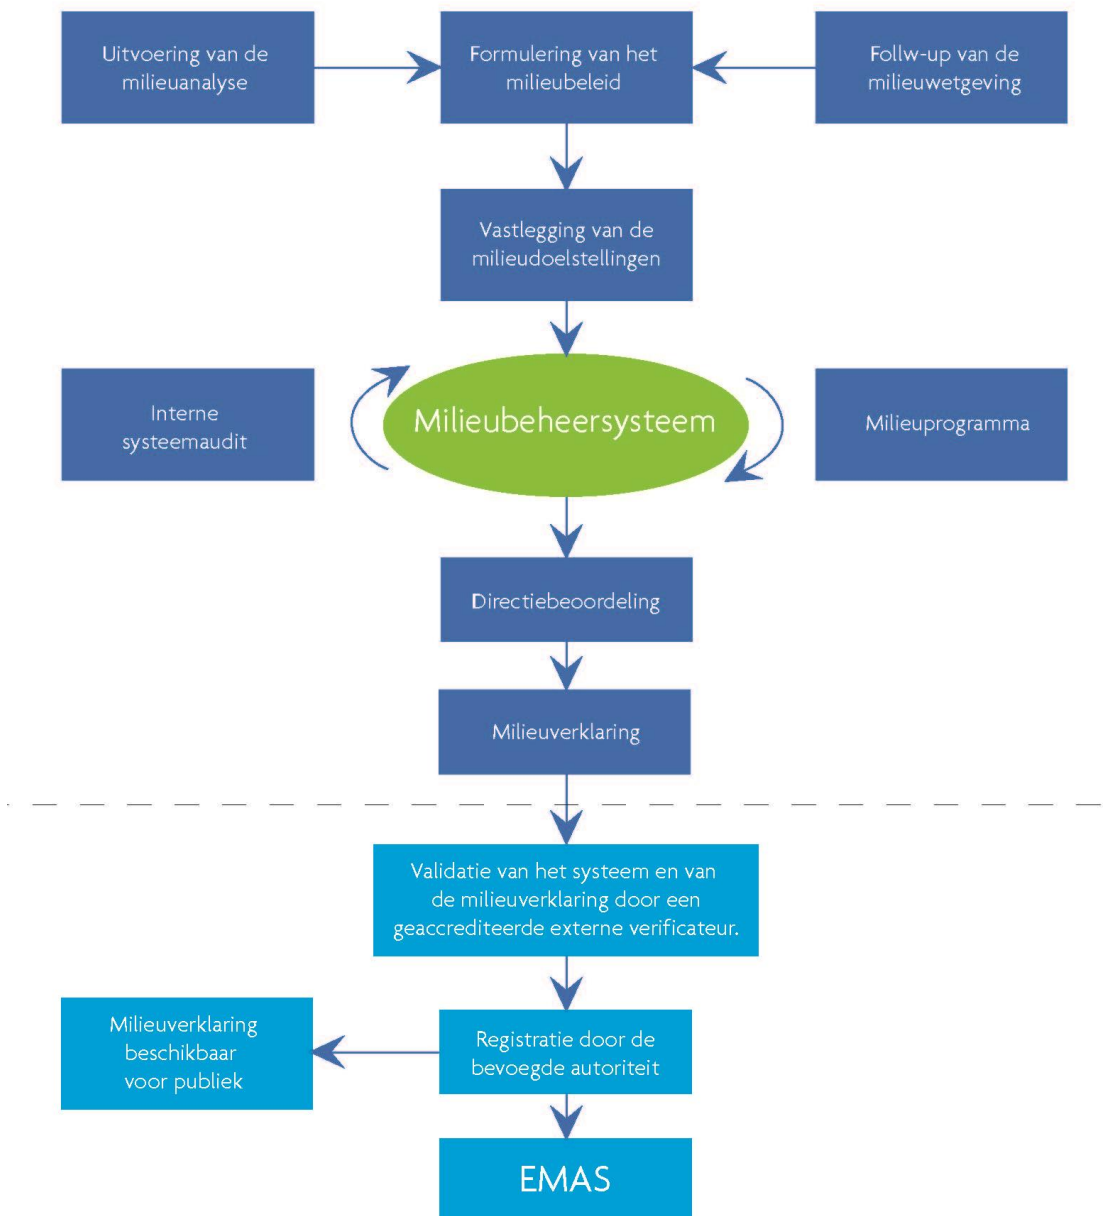 Uitvoering van de
milieuanalyse
Formulering van het
milieubeleid
Follw-up van de
milieuwetgeving
Vastlegging van de
milieudoelstellingen
Interne
systeemaudit
Milieubeheersysteem
Milieuprogramma
Directiebeoordeling
Milieuverklaring
Validatie van het systeem en van
de milieuverklaring door een
geaccrediteerde externe verificateur.
Milieuverklaring
beschikbaar
voor publiek
Registratie door de
bevoegde autoriteit
EMAS